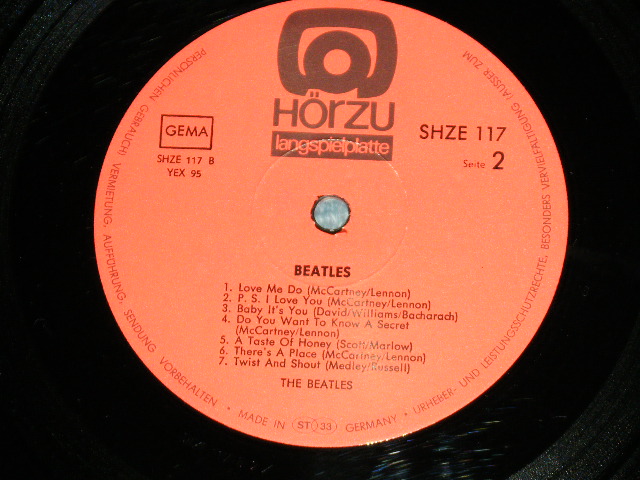 HÖRZU
langspielplatte
GEMA
SHZE 117 B
YEX 95
SHZE 117
Seite 2
BEATLES
1. Love Me Do (McCartney/Lennon)
2. P. S. I Love You (McCartney/Lennon)
3. Baby It's You (David/Williams/Bacharach)
4. Do You Want To Know A Secret
(McCartney/Lennon)
5. A Taste Of Honey (Scott/Marlow)
6. There's A Place (McCartney/Lennon)
7. Twist And Shout (Medley/Russell)
THE BEATLES
• MADE IN ST 33 GERMANY • URHEBER- UND LEISTUNGSSCHUTZRECHTE, BESONDERS VERVIELFÄLTIGUNG (AUSSER ZUM
PERSÖNLICHEN GEBRAUCH) VERMIETUNG, AUFFÜHRUNG, SENDUNG VORBEHALTEN